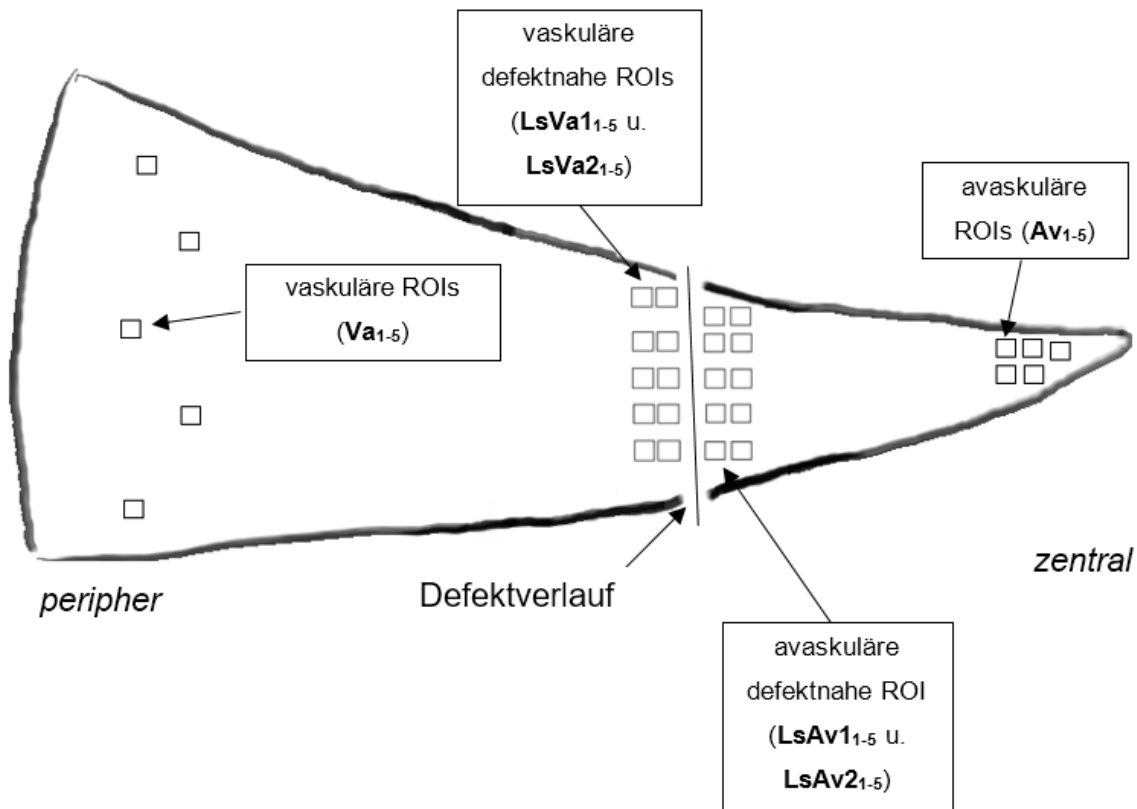 vaskuläre
defektnahe ROIs
(LsVa1₁₋₅ u.
LsVa2₁₋₅)
avaskuläre
ROIs (Av₁₋₅)
vaskuläre ROIs
(Va₁₋₅)
peripher
Defektverlauf
zentral
avaskuläre
defektnahe ROI
(LsAv1₁₋₅ u.
LsAv2₁₋₅)